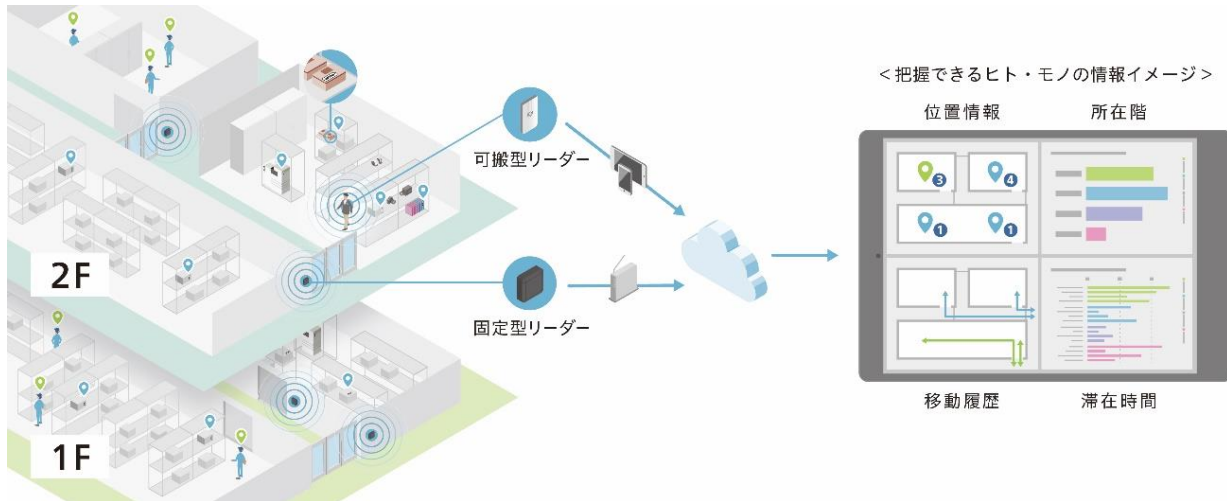 <把握できるヒト・モノの情報イメージ>
位置情報
所在階
可搬型リーダー
3
4
1
1
2F
固定型リーダー
1F
移動履歴
滞在時間